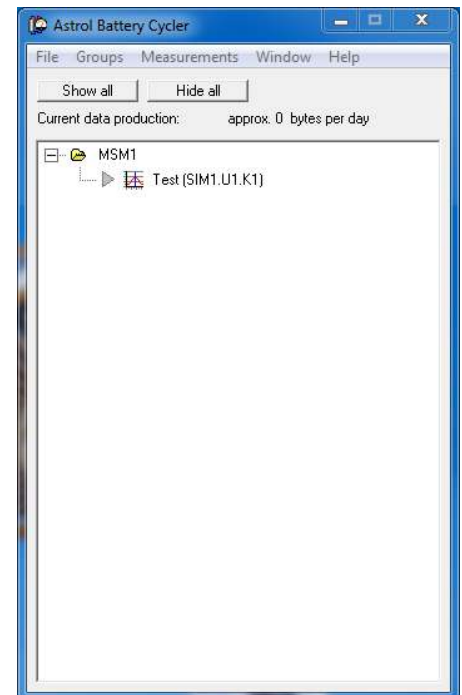 Astrol Battery Cycler
File Groups Measurements Window Help
Show all Hide all
Current data production: approx. 0 bytes per day
MSM1
Test (SIM1.U1.K1)